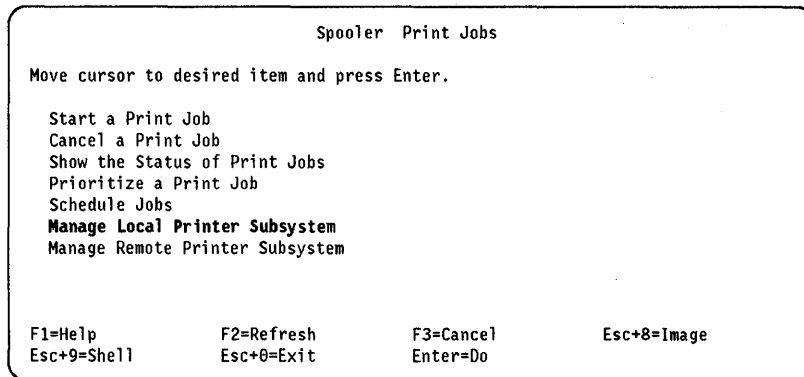 Spooler Print Jobs
Move cursor to desired item and press Enter.
Start a Print Job
Cancel a Print Job
Show the Status of Print Jobs
Prioritize a Print Job
Schedule Jobs
Manage Local Printer Subsystem
Manage Remote Printer Subsystem
F1=Help F2=Refresh F3=Cancel Esc+8=Image
Esc+9=Shell Esc+0=Exit Enter=Do